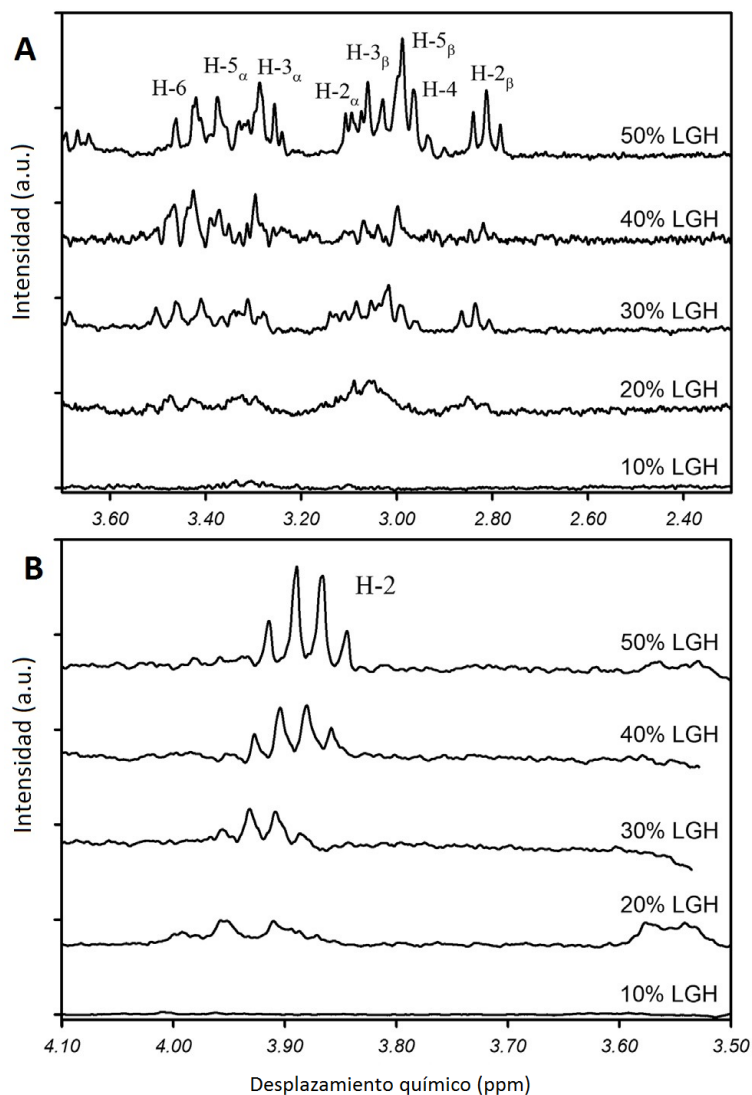 A
H-6
H-5α
H-3α
H-2α
H-3β
H-5β
H-4
H-2β
50% LGH
40% LGH
30% LGH
20% LGH
10% LGH
Intensidad (a.u.)
3.60 3.40 3.20 3.00 2.80 2.60 2.40
B
H-2
50% LGH
40% LGH
30% LGH
20% LGH
10% LGH
Intensidad (a.u.)
4.10 4.00 3.90 3.80 3.70 3.60 3.50
Desplazamiento químico (ppm)